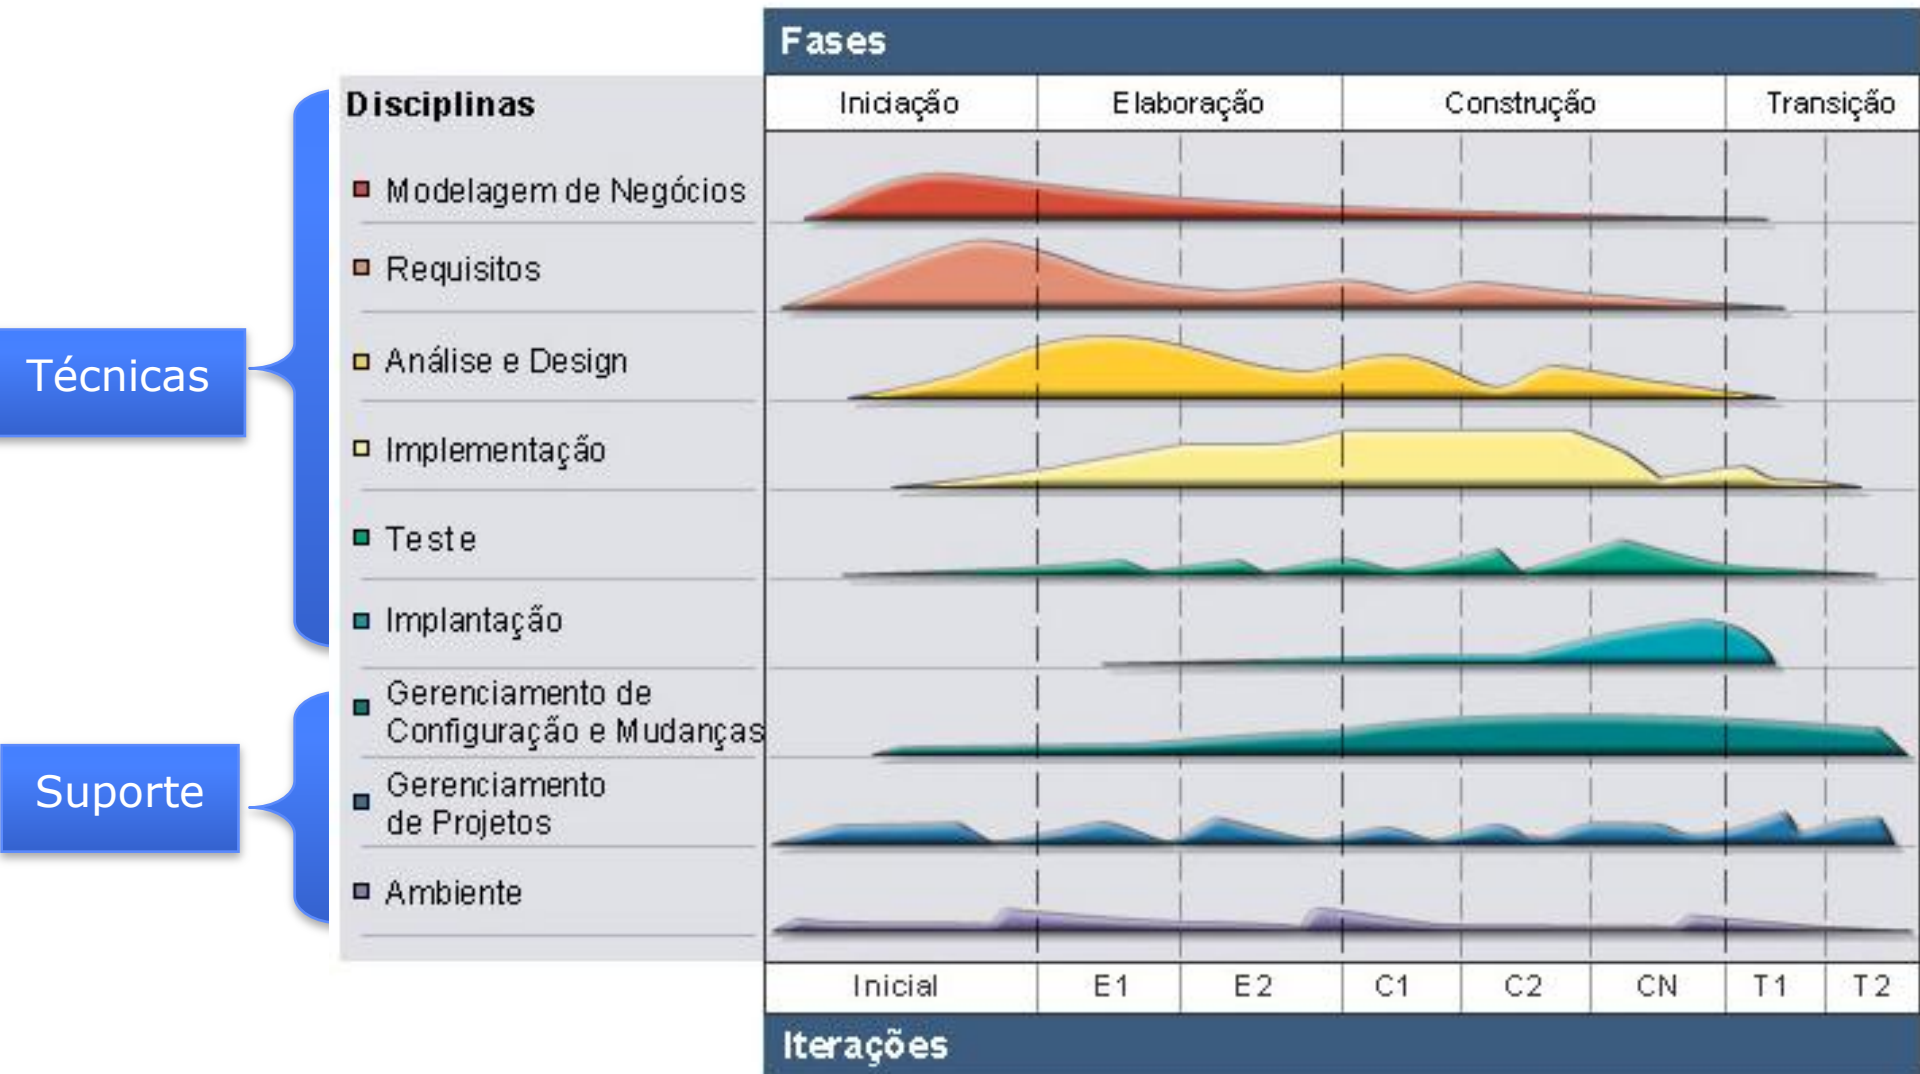 Fases
Disciplinas
Iniciação Elaboração Construção Transição
Modelagem de Negócios
Requisitos
Análise e Design
Técnicas
Implementação
Teste
Implantação
Gerenciamento de
Configuração e Mudanças
Suporte
Gerenciamento
de Projetos
Ambiente
Inicial E1 E2 C1 C2 CN T1 T2
Iterações